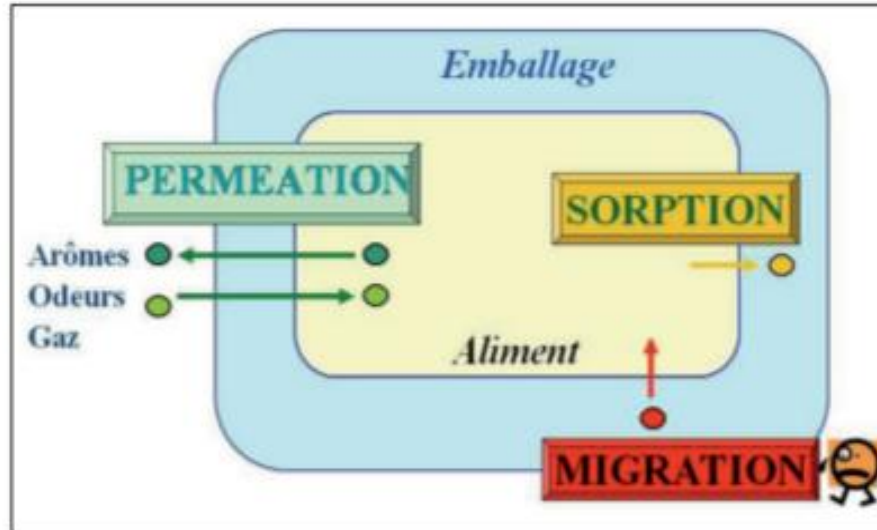 Emballage
PERMEATION
SORPTION
Arômes
Odeurs
Gaz
Aliment
MIGRATION